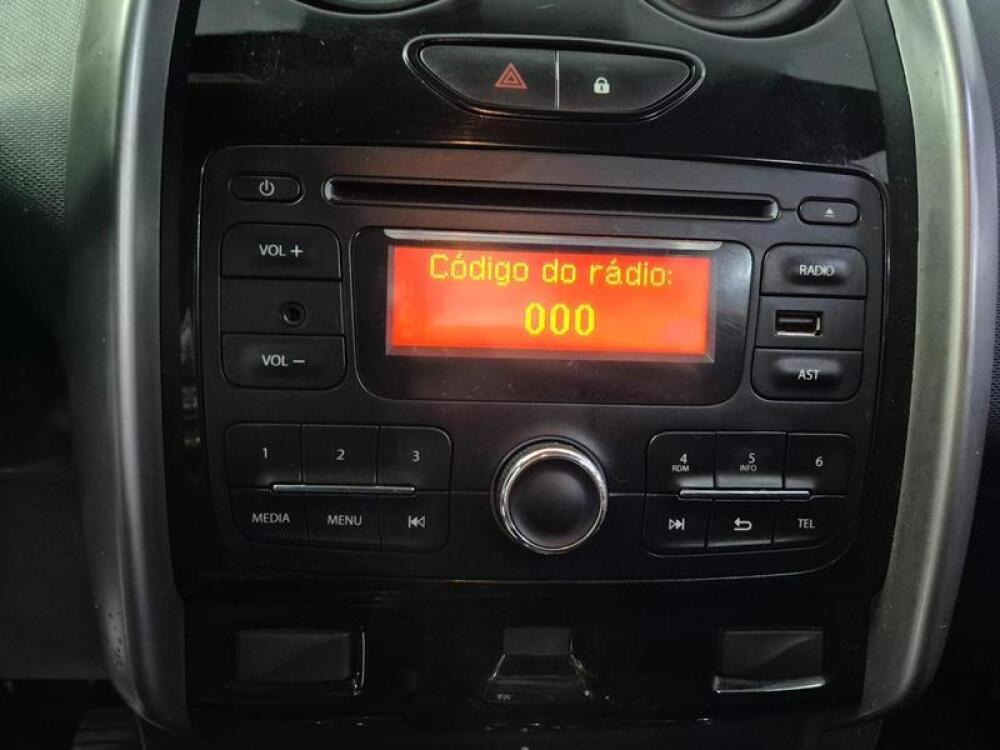 VOL +
VOL −
Código do rádio:
000
RADIO
AST
1
2
3
MEDIA
MENU
4
RDM
5
INFO
6
TEL